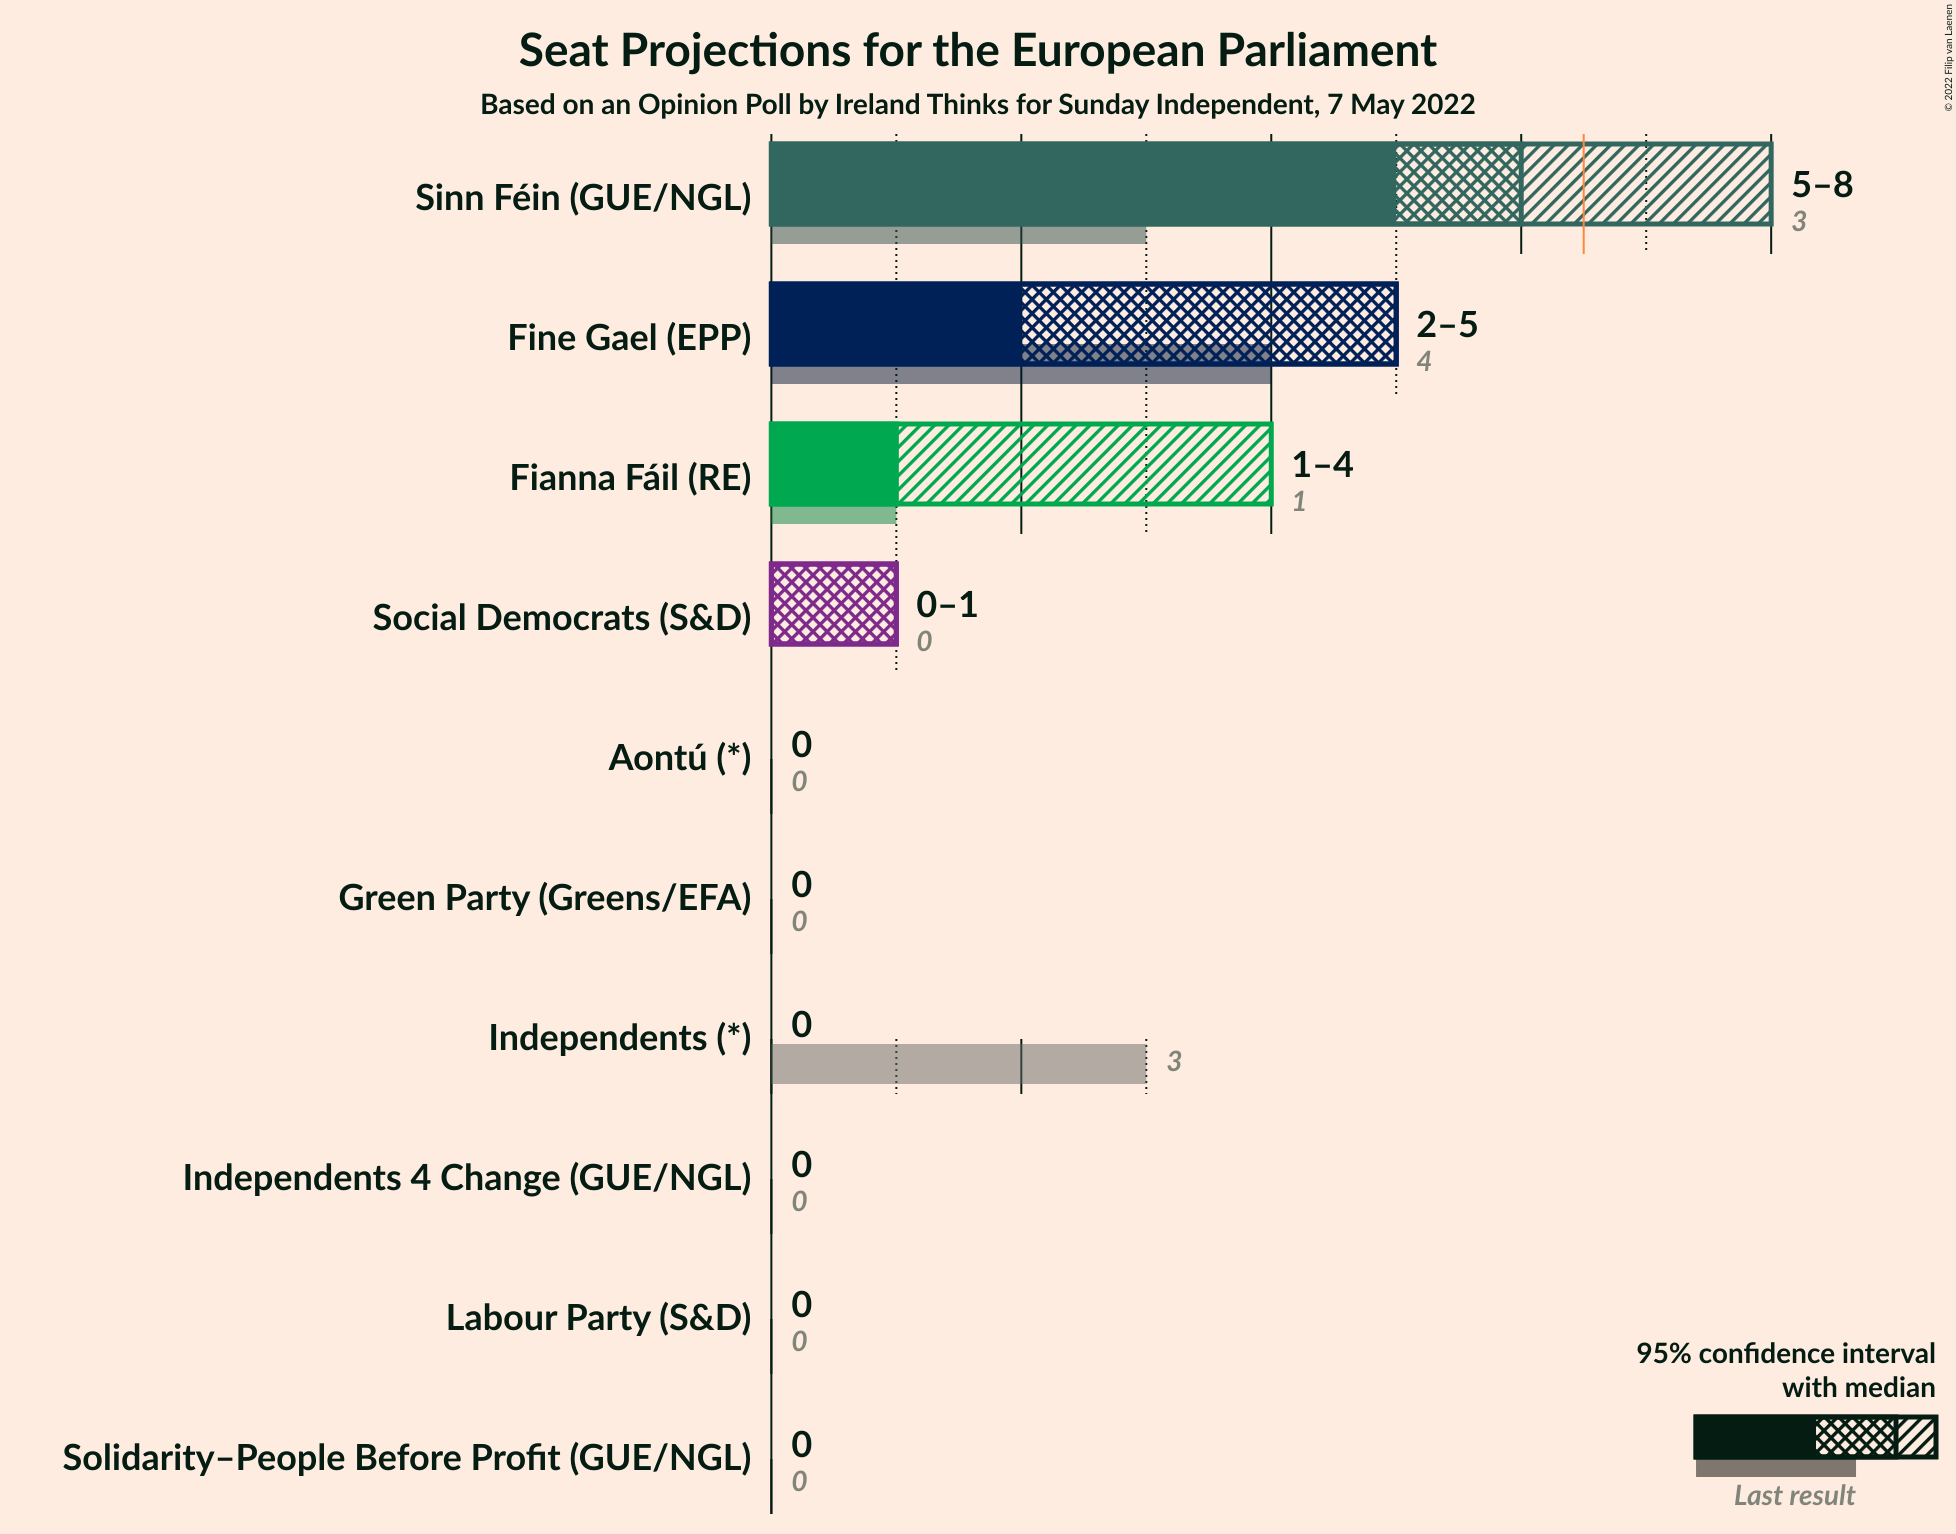 Seat Projections for the European Parliament
Based on an Opinion Poll by Ireland Thinks for Sunday Independent, 7 May 2022
© 2022 Filip van Laenen
Sinn Féin (GUE/NGL)
5–8
3
Fine Gael (EPP)
2–5
4
Fianna Fáil (RE)
1–4
1
Social Democrats (S&D)
0–1
0
Aontú (*)
0
0
Green Party (Greens/EFA)
0
0
Independents (*)
0
3
Independents 4 Change (GUE/NGL)
0
0
Labour Party (S&D)
0
0
Solidarity–People Before Profit (GUE/NGL)
0
0
95% confidence interval
with median
Last result